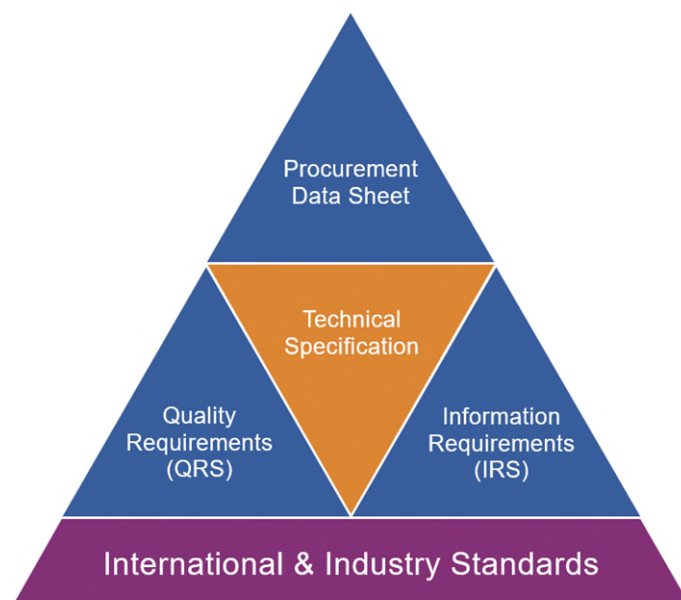 Procurement
Data Sheet
Technical
Specification
Quality
Requirements
(QRS)
Information
Requirements
(IRS)
International & Industry Standards